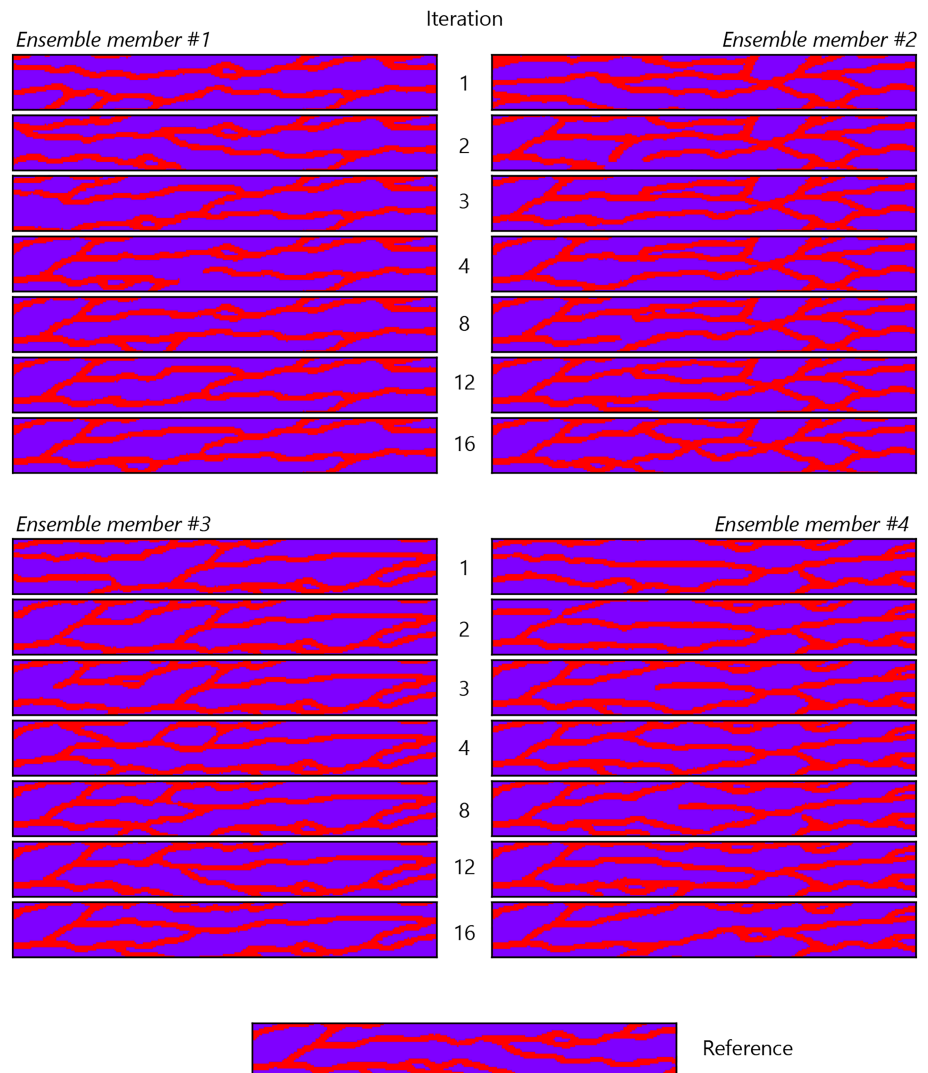 Iteration
Ensemble member #1
Ensemble member #2
1
2
3
4
8
12
16
Ensemble member #3
Ensemble member #4
1
2
3
4
8
12
16
Reference